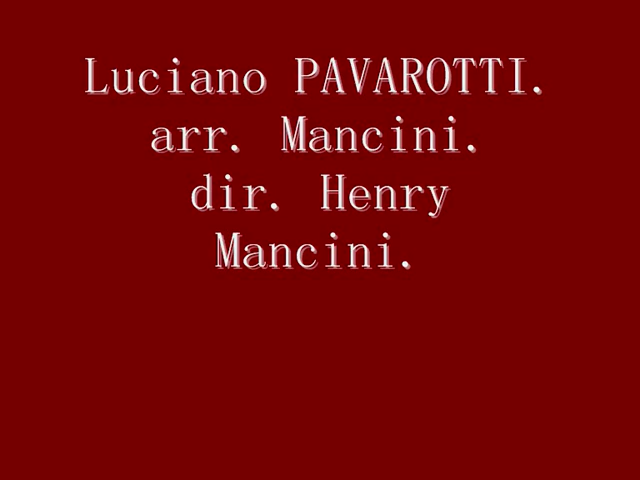 Luciano PAVAROTTI.
arr. Mancini.
dir. Henry
Mancini.